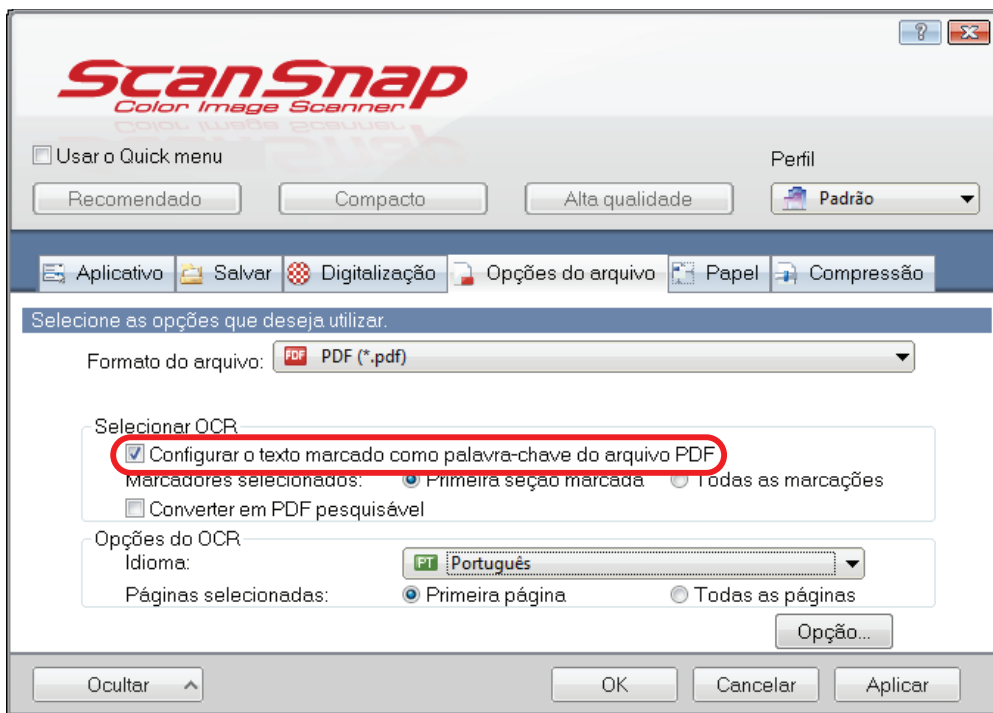 ScanSnap
Color Image Scanner
Usar o Quick menu
Perfil
Recomendado Compacto Alta qualidade Padrão
Aplicativo Salvar Digitalização Opções do arquivo Papel Compressão
Selecione as opções que deseja utilizar.
Formato do arquivo: PDF PDF (*.pdf)
Selecionar OCR
Configurar o texto marcado como palavra-chave do arquivo PDF
Marcadores selecionados: Primeira seção marcada Todas as marcações
Converter em PDF pesquisável
Opções do OCR
Idioma: PT Português
Páginas selecionadas: Primeira página Todas as páginas
Opção...
Ocultar OK Cancelar Aplicar